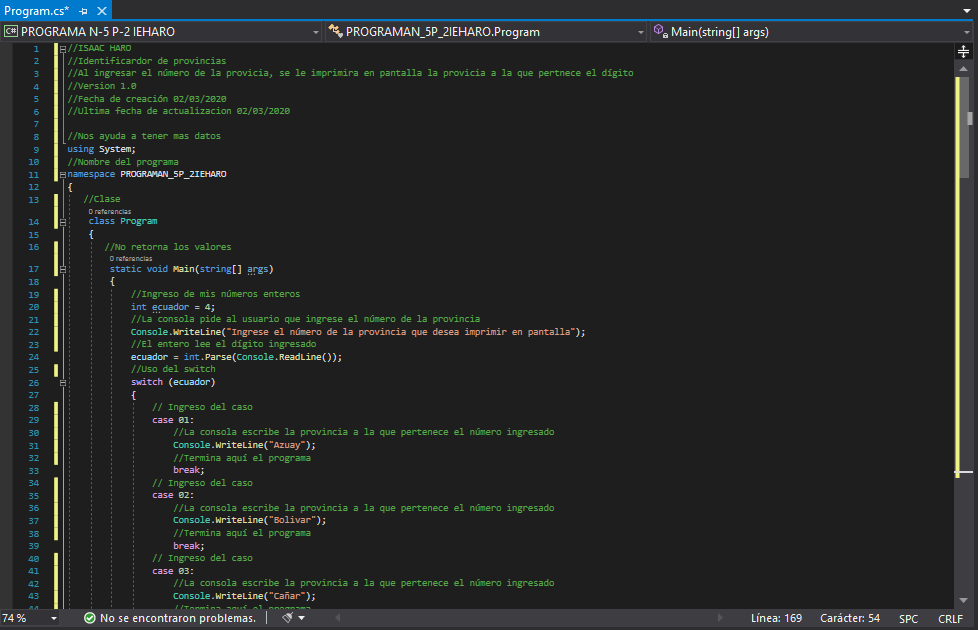 Program.cs*
C# PROGRAMA N-5 P-2 IEHARO PROGRAMAN_5P_2IEHARO.Program Main(string[] args)
1 //ISAAC HARO
2 //Identificardor de provincias
3 //Al ingresar el número de la provicia, se le imprimira en pantalla la provicia a la que pertnece el dígito
4 //Version 1.0
5 //Fecha de creación 02/03/2020
6 //Ultima fecha de actualizacion 02/03/2020
7
8 //Nos ayuda a tener mas datos
9 using System;
10 //Nombre del programa
11 namespace PROGRAMAN_5P_2IEHARO
12 {
13 //Clase
0 referencias
14 class Program
15 {
16 //No retorna los valores
0 referencias
17 static void Main(string[] args)
18 {
19 //Ingreso de mis números enteros
20 int ecuador = 4;
21 //La consola pide al usuario que ingrese el número de la provincia
22 Console.WriteLine("Ingrese el número de la provincia que desea imprimir en pantalla");
23 //El entero lee el dígito ingresado
24 ecuador = int.Parse(Console.ReadLine());
25 //Uso del switch
26 switch (ecuador)
27 {
28 // Ingreso del caso
29 case 01:
30 //La consola escribe la provincia a la que pertenece el número ingresado
31 Console.WriteLine("Azuay");
32 //Termina aquí el programa
33 break;
34 // Ingreso del caso
35 case 02:
36 //La consola escribe la provincia a la que pertenece el número ingresado
37 Console.WriteLine("Bolivar");
38 //Termina aquí el programa
39 break;
40 // Ingreso del caso
41 case 03:
42 //La consola escribe la provincia a la que pertenece el número ingresado
43 Console.WriteLine("Cañar");
44 //Termina aquí el programa
74 % No se encontraron problemas. Línea: 169 Carácter: 54 SPC CRLF